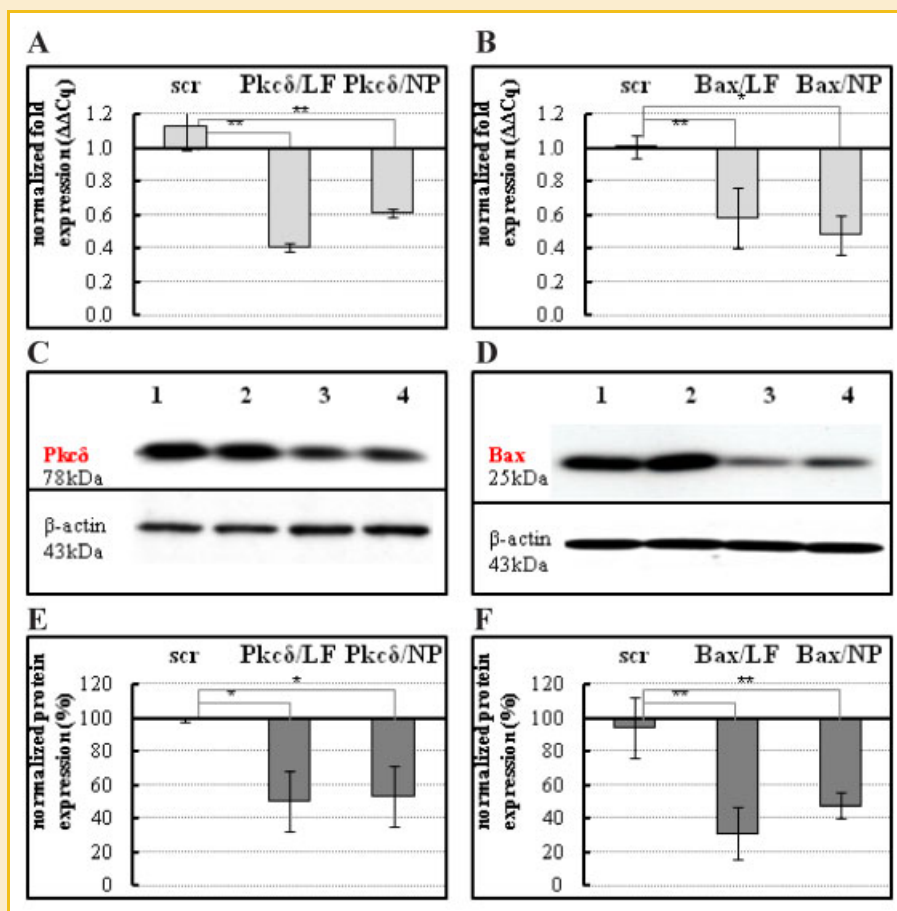 A
scr Pkcδ/LF Pkcδ/NP
normalized fold
expression (ΔΔCq)
1.2
1.0
0.8
0.6
0.4
0.2
0.0
**
**
B
scr Bax/LF Bax/NP
normalized fold
expression (ΔΔCq)
1.2
1.0
0.8
0.6
0.4
0.2
0.0
*
**
C
1 2 3 4
Pkcδ
78kDa
β-actin
43kDa
D
1 2 3 4
Bax
25kDa
β-actin
43kDa
E
scr Pkcδ/LF Pkcδ/NP
normalized protein
expression (%)
120
100
80
60
40
20
0
*
*
F
scr Bax/LF Bax/NP
normalized protein
expression (%)
120
100
80
60
40
20
0
**
**